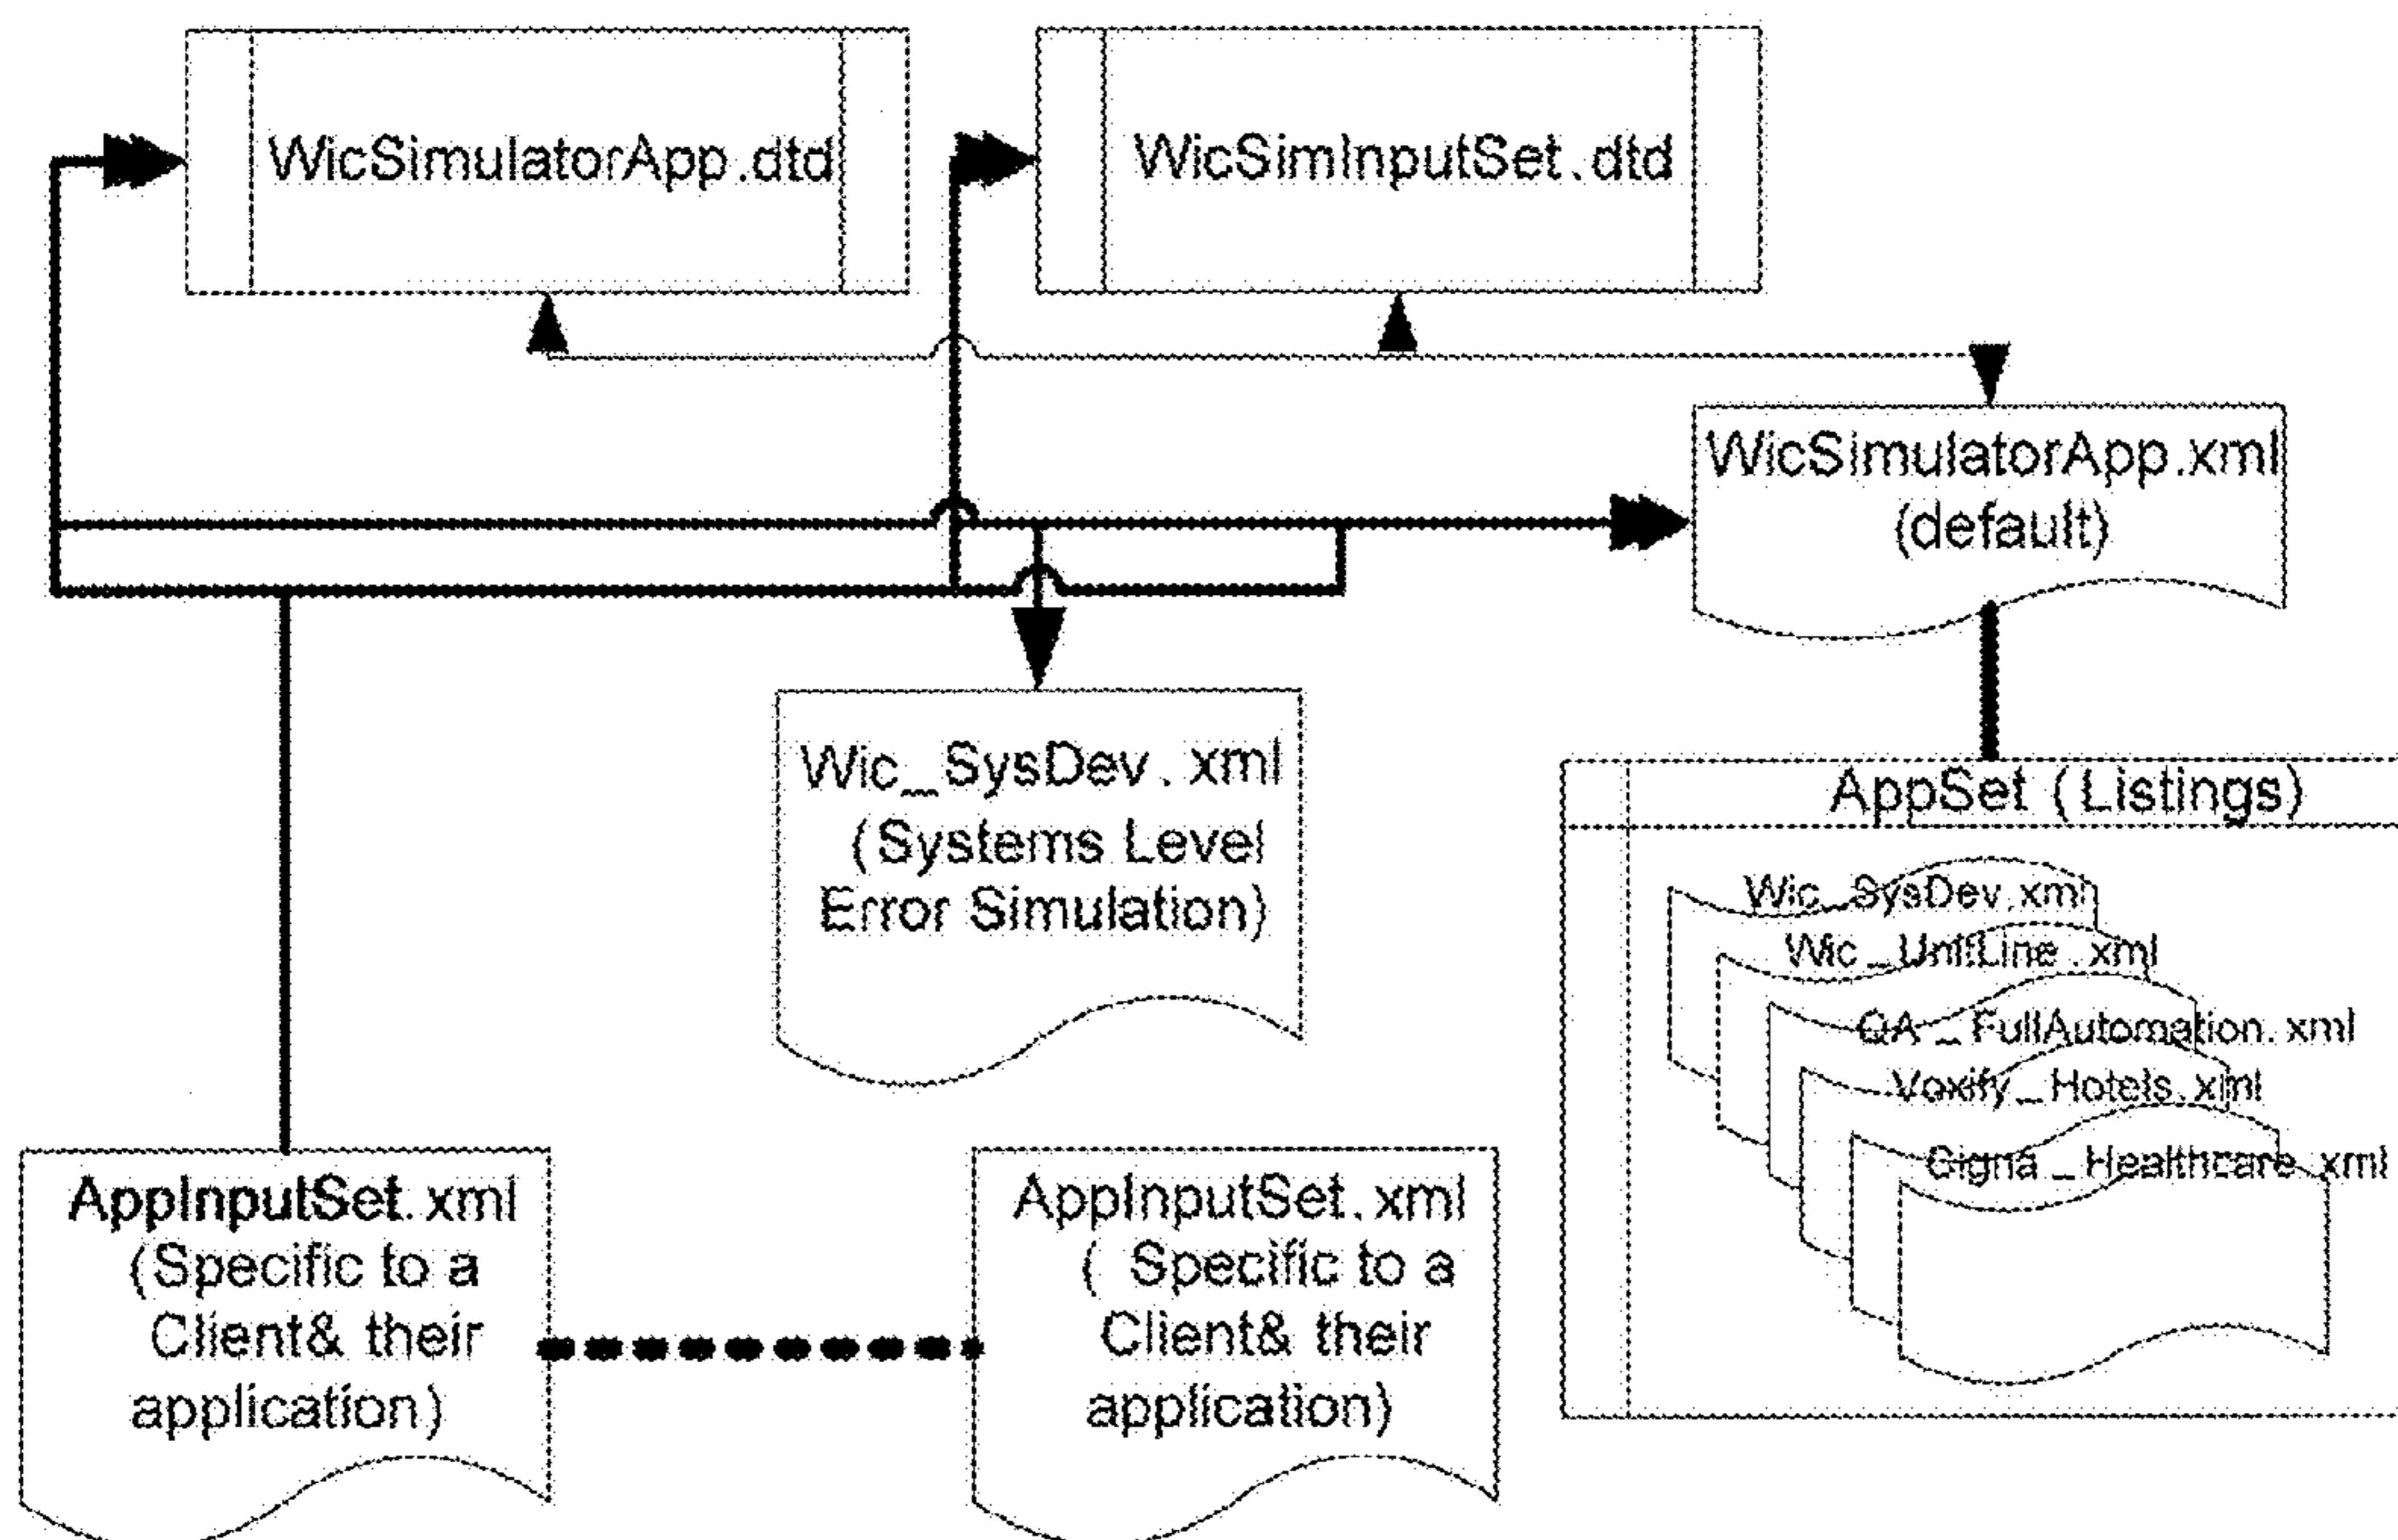 WicSimulatorApp.dtd
WicSimInputSet.dtd
WicSimulatorApp.xml
(default)
Wic_SysDev.xml
(Systems Level
Error Simulation)
AppSet (Listings)
Wic_SysDev.xml
Wic_UnitLine.xml
QA_FullAutomation.xml
Voxify_Hotels.xml
Cigna_Healthcare.xml
AppInputSet.xml
(Specific to a
Client& their
application)
AppInputSet.xml
( Specific to a
Client& their
application)